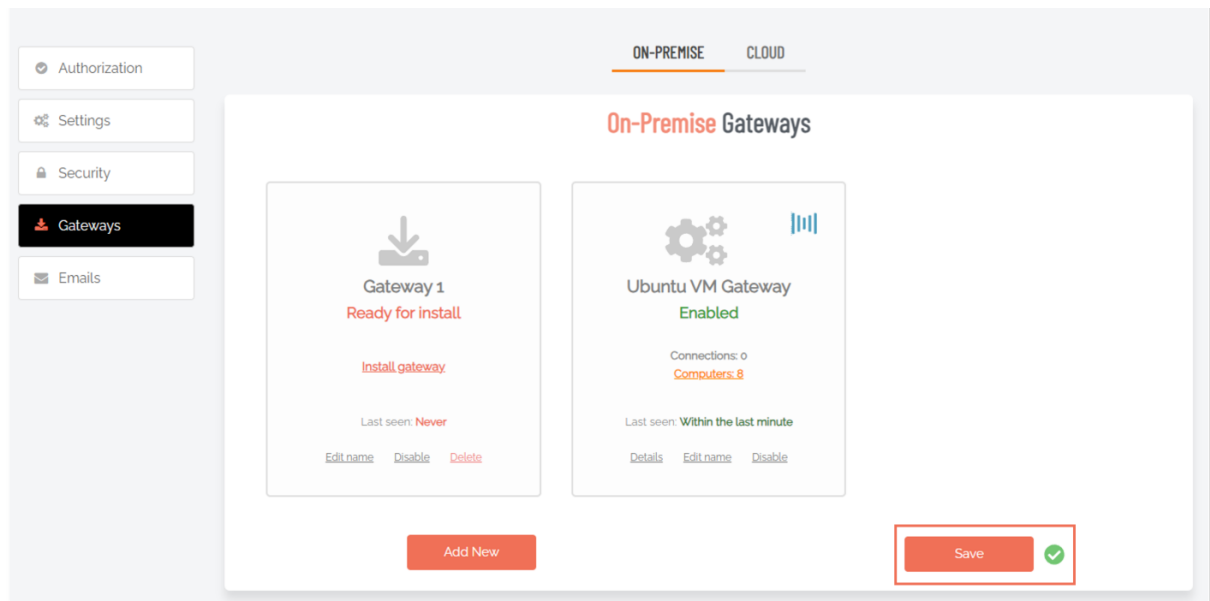 Authorization
Settings
Security
Gateways
Emails
ON-PREMISE CLOUD
On-Premise Gateways
Gateway 1
Ready for install
Install gateway
Last seen: Never
Edit name Disable Delete
Ubuntu VM Gateway
Enabled
Connections: 0
Computers: 8
Last seen: Within the last minute
Details Edit name Disable
Add New
Save